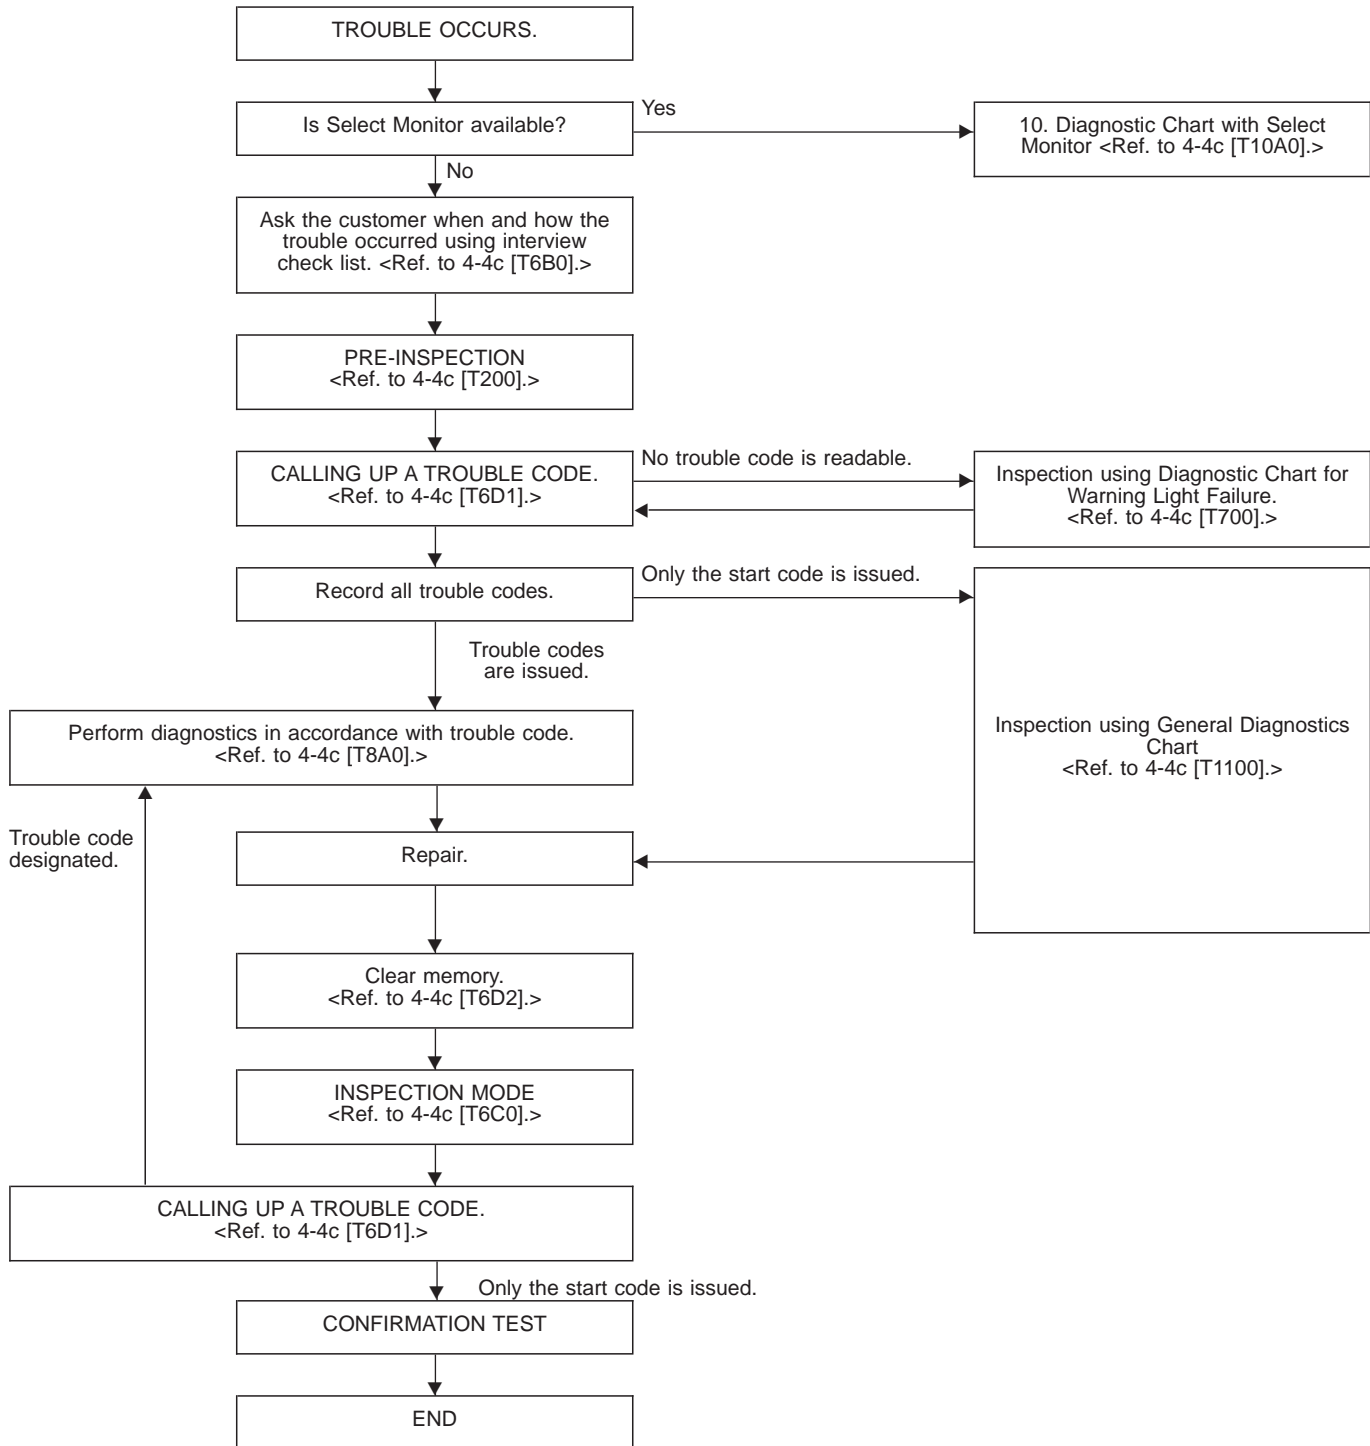 TROUBLE OCCURS.
Is Select Monitor available?
Yes
10. Diagnostic Chart with Select
Monitor <Ref. to 4-4c [T10A0].>
No
Ask the customer when and how the
trouble occurred using interview
check list. <Ref. to 4-4c [T6B0].>
PRE-INSPECTION
<Ref. to 4-4c [T200].>
CALLING UP A TROUBLE CODE.
<Ref. to 4-4c [T6D1].>
No trouble code is readable.
Inspection using Diagnostic Chart for
Warning Light Failure.
<Ref. to 4-4c [T700].>
Record all trouble codes.
Only the start code is issued.
Trouble codes
are issued.
Inspection using General Diagnostics
Chart
<Ref. to 4-4c [T1100].>
Perform diagnostics in accordance with trouble code.
<Ref. to 4-4c [T8A0].>
Trouble code
designated.
Repair.
Clear memory.
<Ref. to 4-4c [T6D2].>
INSPECTION MODE
<Ref. to 4-4c [T6C0].>
CALLING UP A TROUBLE CODE.
<Ref. to 4-4c [T6D1].>
Only the start code is issued.
CONFIRMATION TEST
END